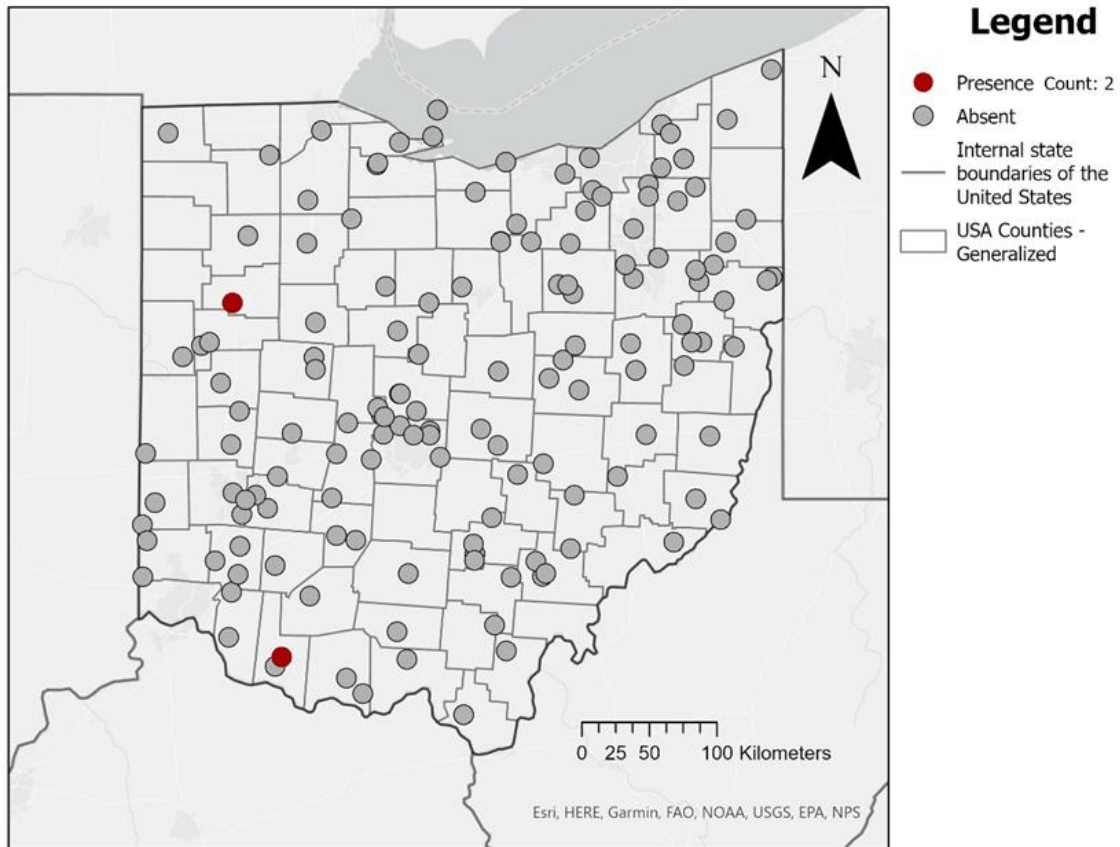 Legend
N
Presence Count: 2
Absent
Internal state
boundaries of the
United States
USA Counties -
Generalized
0 25 50 100 Kilometers
Esri, HERE, Garmin, FAO, NOAA, USGS, EPA, NPS